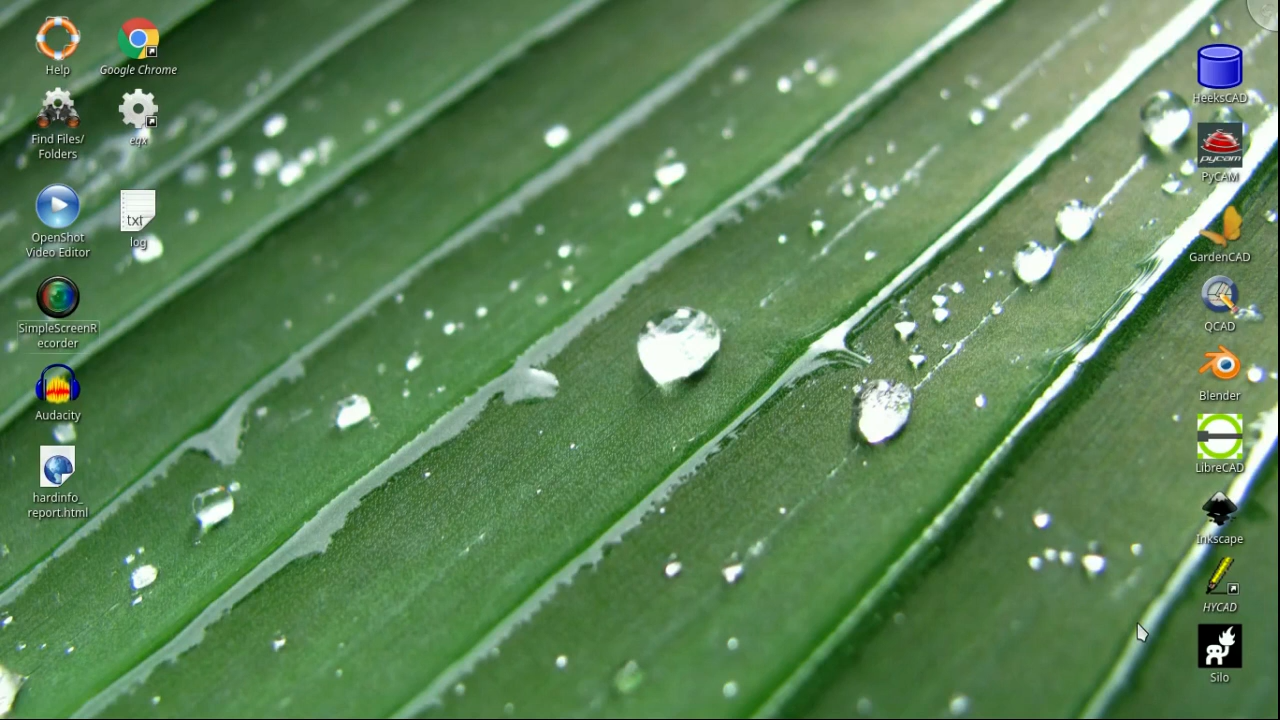 Help
Google Chrome
Find Files/
Folders
eqx
OpenShot
Video Editor
txt
log
SimpleScreenR
ecorder
Audacity
hardinfo_
report.html
HeeksCAD
pycam
PyCAM
GardenCAD
QCAD
Blender
LibreCAD
Inkscape
HYCAD
Silo